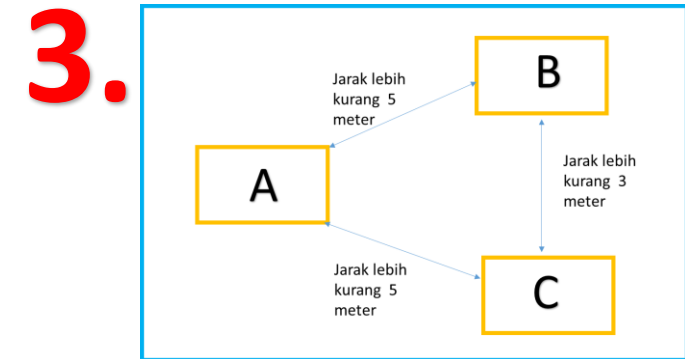 3.
Jarak lebih
kurang 5
meter
B
A
Jarak lebih
kurang 3
meter
Jarak lebih
kurang 5
meter
C